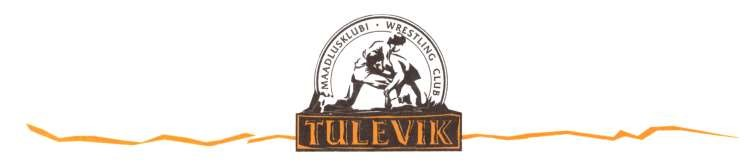 MAADLUSKLUBI · WRESTLING CLUB
TULEVIK